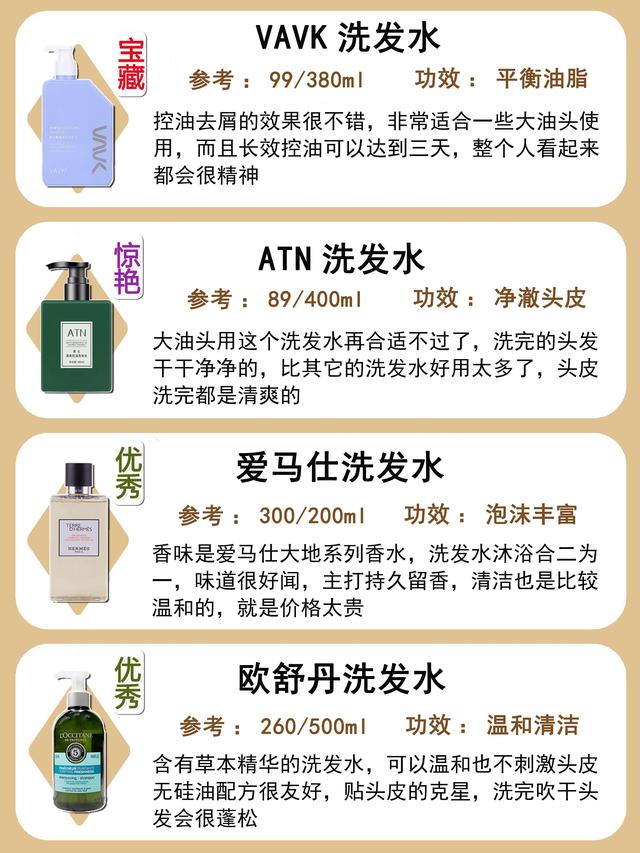 VAVK 洗发水
宝藏
参考：99/380ml 功效：平衡油脂
控油去屑的效果很不错，非常适合一些大油头使
用，而且长效控油可以达到三天，整个人看起来
都会很精神
VAVK
ATN 洗发水
惊艳
参考：89/400ml 功效：净澈头皮
大油头用这个洗发水再合适不过了，洗完的头发
干干净净的，比其它的洗发水好用太多了，头皮
洗完都是清爽的
ATN
爱马仕洗发水
优秀
参考：300/200ml 功效：泡沫丰富
香味是爱马仕大地系列香水，洗发水沐浴合二为
一，味道很好闻，主打持久留香，清洁也是比较
温和的，就是价格太贵
TERRE
D'HERMES
HERMÈS
PARIS
欧舒丹洗发水
优秀
参考：260/500ml 功效：温和清洁
含有草本精华的洗发水，可以温和也不刺激头皮
无硅油配方很友好，贴头皮的克星，洗完吹干头
发会很蓬松
L'OCCITANE
EN PROVENCE
5